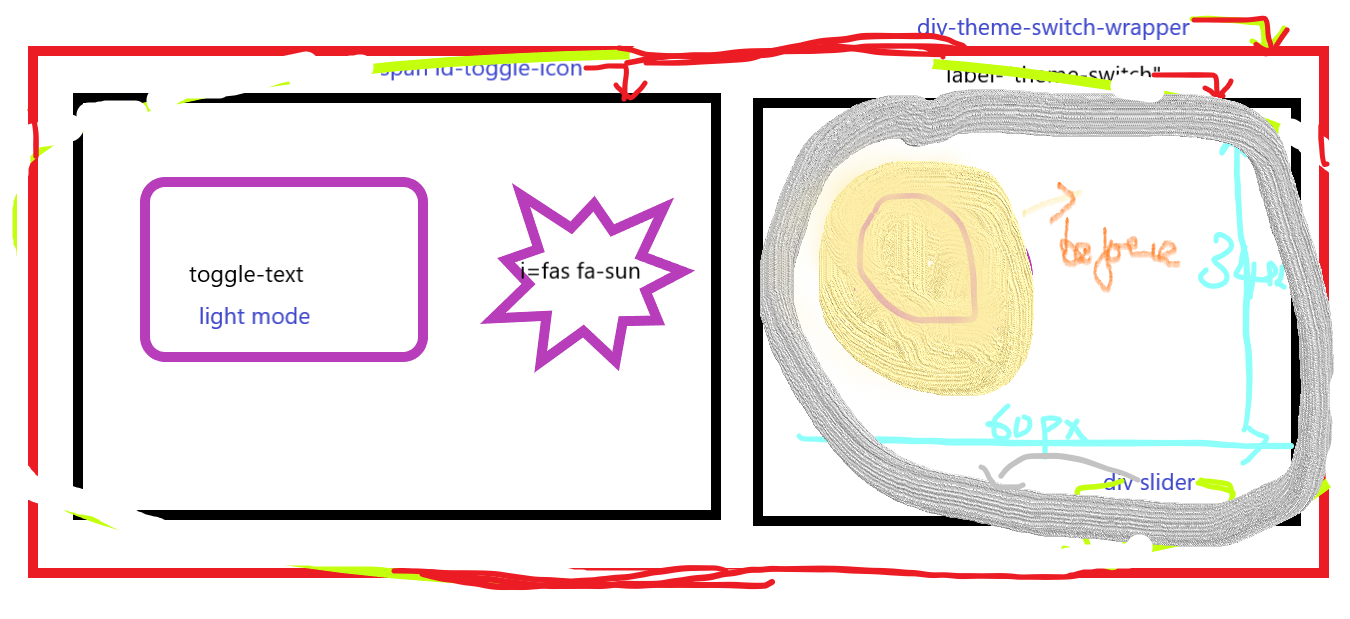 div-theme-switch-wrapper
span id-toggle-icon
label-"theme-switch"
before
34px
toggle-text
i=fas fa-sun
light mode
60px
div slider